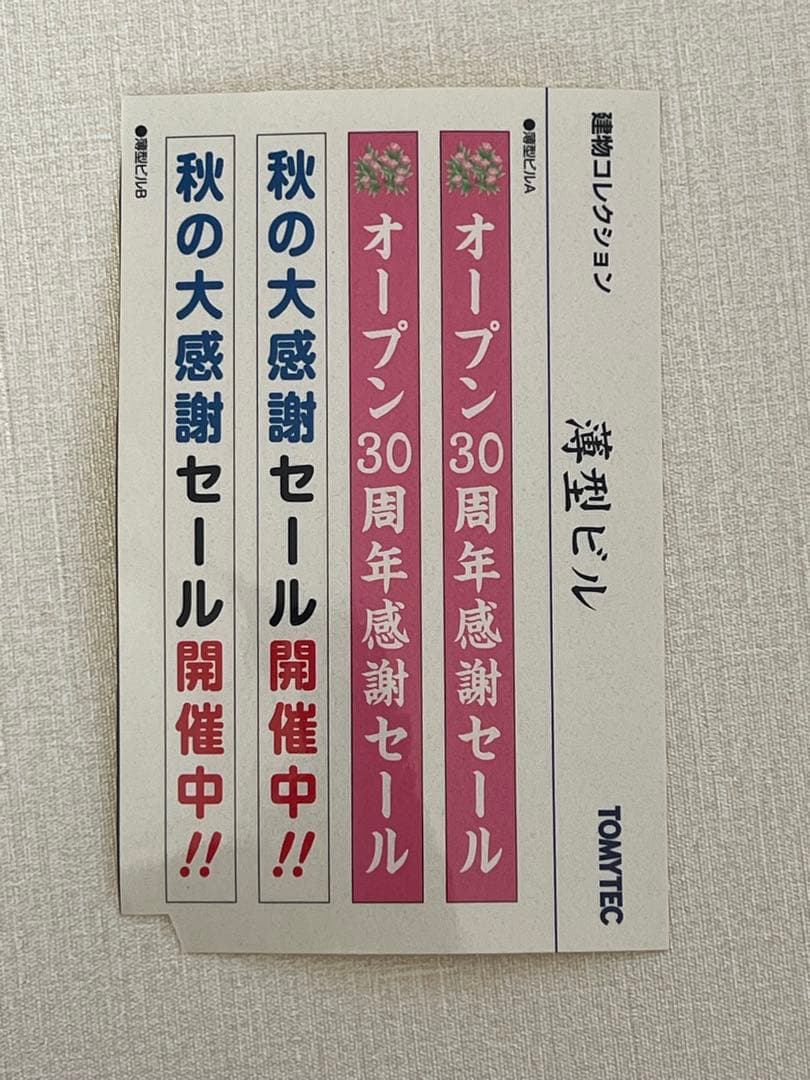 建物コレクション
薄型ビル
TOMYTEC
●薄型ビルA
オープン30周年感謝セール
オープン30周年感謝セール
秋の大感謝セール開催中!!
秋の大感謝セール開催中!!
●薄型ビルB